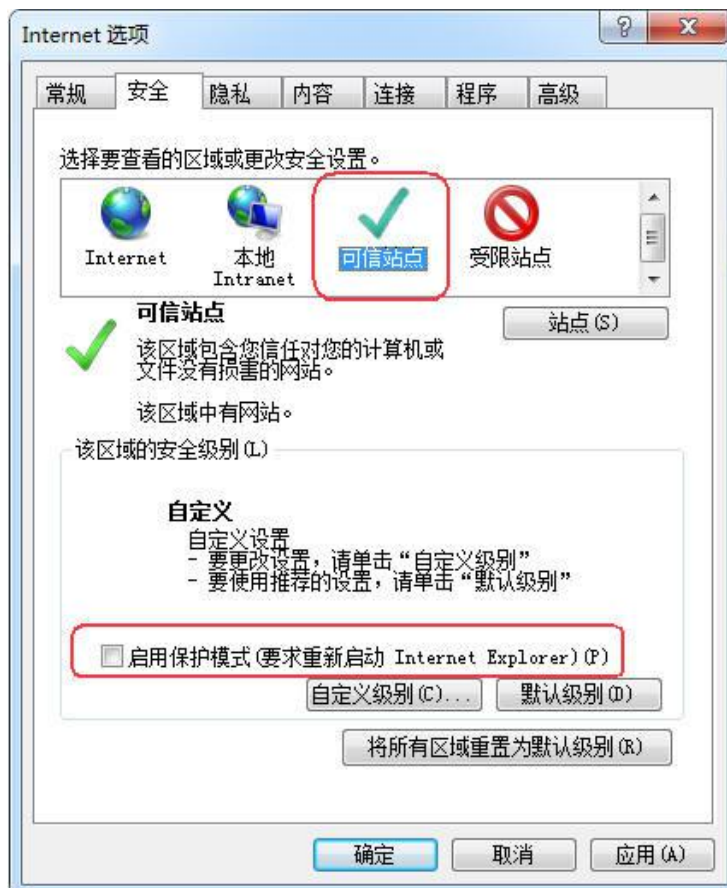 Internet 选项
常规 安全 隐私 内容 连接 程序 高级
选择要查看的区域或更改安全设置。
Internet 本地 Intranet 可信站点 受限站点
可信站点
站点(S)
该区域包含您信任对您的计算机或
文件没有损害的网站。
该区域中有网站。
该区域的安全级别(L)
自定义
自定义设置
- 要更改设置，请单击“自定义级别”
- 要使用推荐的设置，请单击“默认级别”
启用保护模式(要求重新启动 Internet Explorer)(P)
自定义级别(C)... 默认级别(D)
将所有区域重置为默认级别(R)
确定 取消 应用(A)